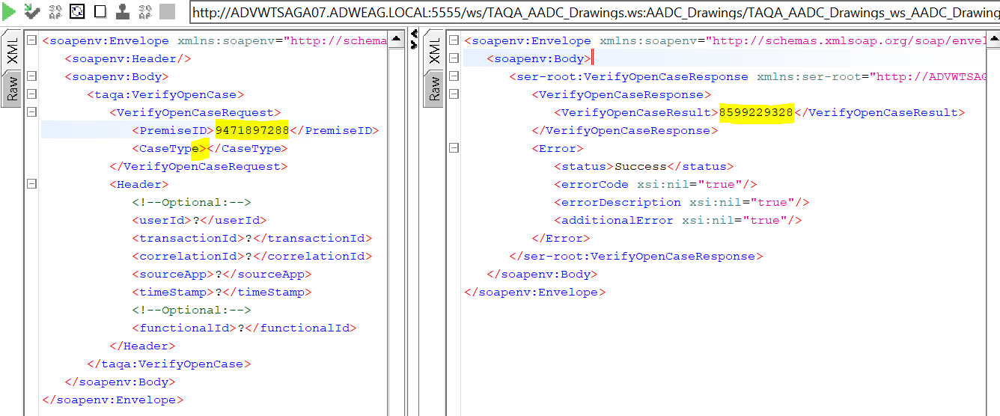 http://ADVWTSAGA07.ADWEAG.LOCAL:5555/ws/TAQA_AADC_Drawings.ws:AADC_Drawings/TAQA_AADC_Drawings_ws_AADC_Drawing
XML
Raw
<soapenv:Envelope xmlns:soapenv="http://schema
<soapenv:Header/>
<soapenv:Body>
<taqa:VerifyOpenCase>
<VerifyOpenCaseRequest>
<PremiseID>9471897288</PremiseID>
<CaseType></CaseType>
</VerifyOpenCaseRequest>
<Header>
<!--Optional:-->
<userId>?</userId>
<transactionId>?</transactionId>
<correlationId>?</correlationId>
<sourceApp>?</sourceApp>
<timeStamp>?</timeStamp>
<!--Optional:-->
<functionalId>?</functionalId>
</Header>
</taqa:VerifyOpenCase>
</soapenv:Body>
</soapenv:Envelope>
XML
Raw
<soapenv:Envelope xmlns:soapenv="http://schemas.xmlsoap.org/soap/envel
<soapenv:Body>
<ser-root:VerifyOpenCaseResponse xmlns:ser-root="http://ADVWTSAG
<VerifyOpenCaseResponse>
<VerifyOpenCaseResult>8599229328</VerifyOpenCaseResult>
</VerifyOpenCaseResponse>
<Error>
<status>Success</status>
<errorCode xsi:nil="true"/>
<errorDescription xsi:nil="true"/>
<additionalError xsi:nil="true"/>
</Error>
</ser-root:VerifyOpenCaseResponse>
</soapenv:Body>
</soapenv:Envelope>